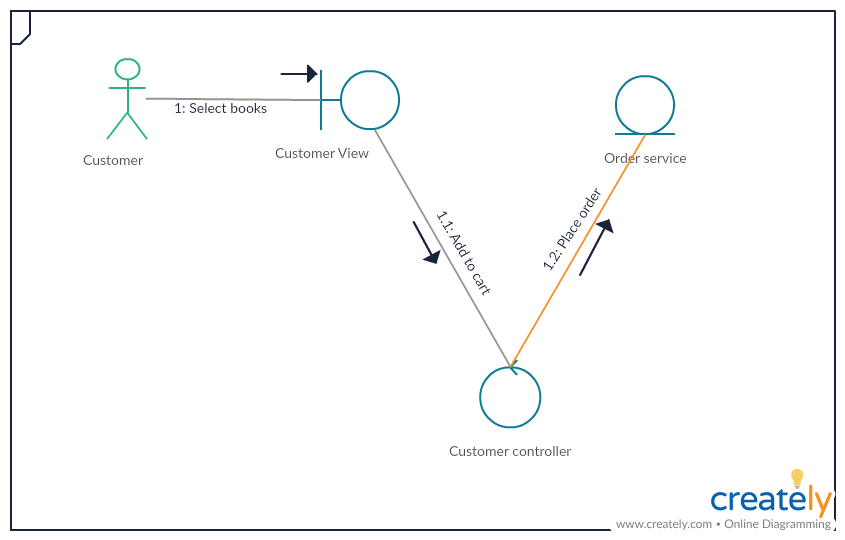 1: Select books
Customer
Customer View
Order service
1.1: Add to cart
1.2: Place order
Customer controller
creately
www.creately.com • Online Diagramming